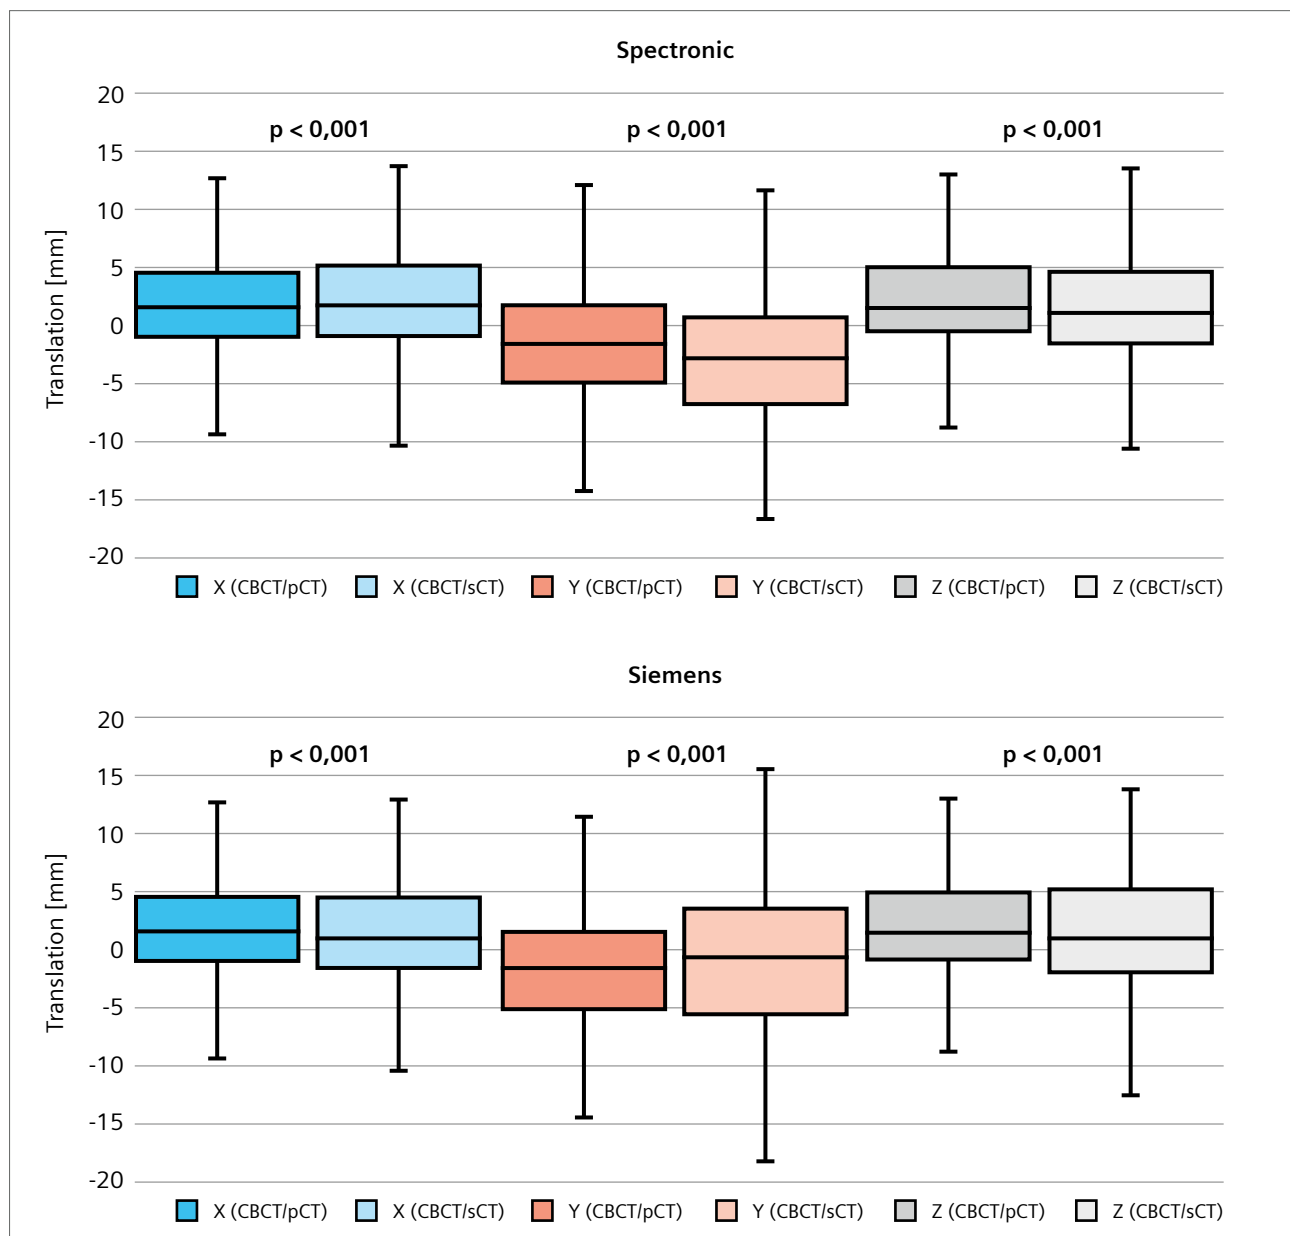 Spectronic
20
p < 0,001 p < 0,001 p < 0,001
15
10
5
0
-5
-10
-15
-20
Translation [mm]
X (CBCT/pCT) X (CBCT/sCT) Y (CBCT/pCT) Y (CBCT/sCT) Z (CBCT/pCT) Z (CBCT/sCT)
Siemens
20
p < 0,001 p < 0,001 p < 0,001
15
10
5
0
-5
-10
-15
-20
Translation [mm]
X (CBCT/pCT) X (CBCT/sCT) Y (CBCT/pCT) Y (CBCT/sCT) Z (CBCT/pCT) Z (CBCT/sCT)